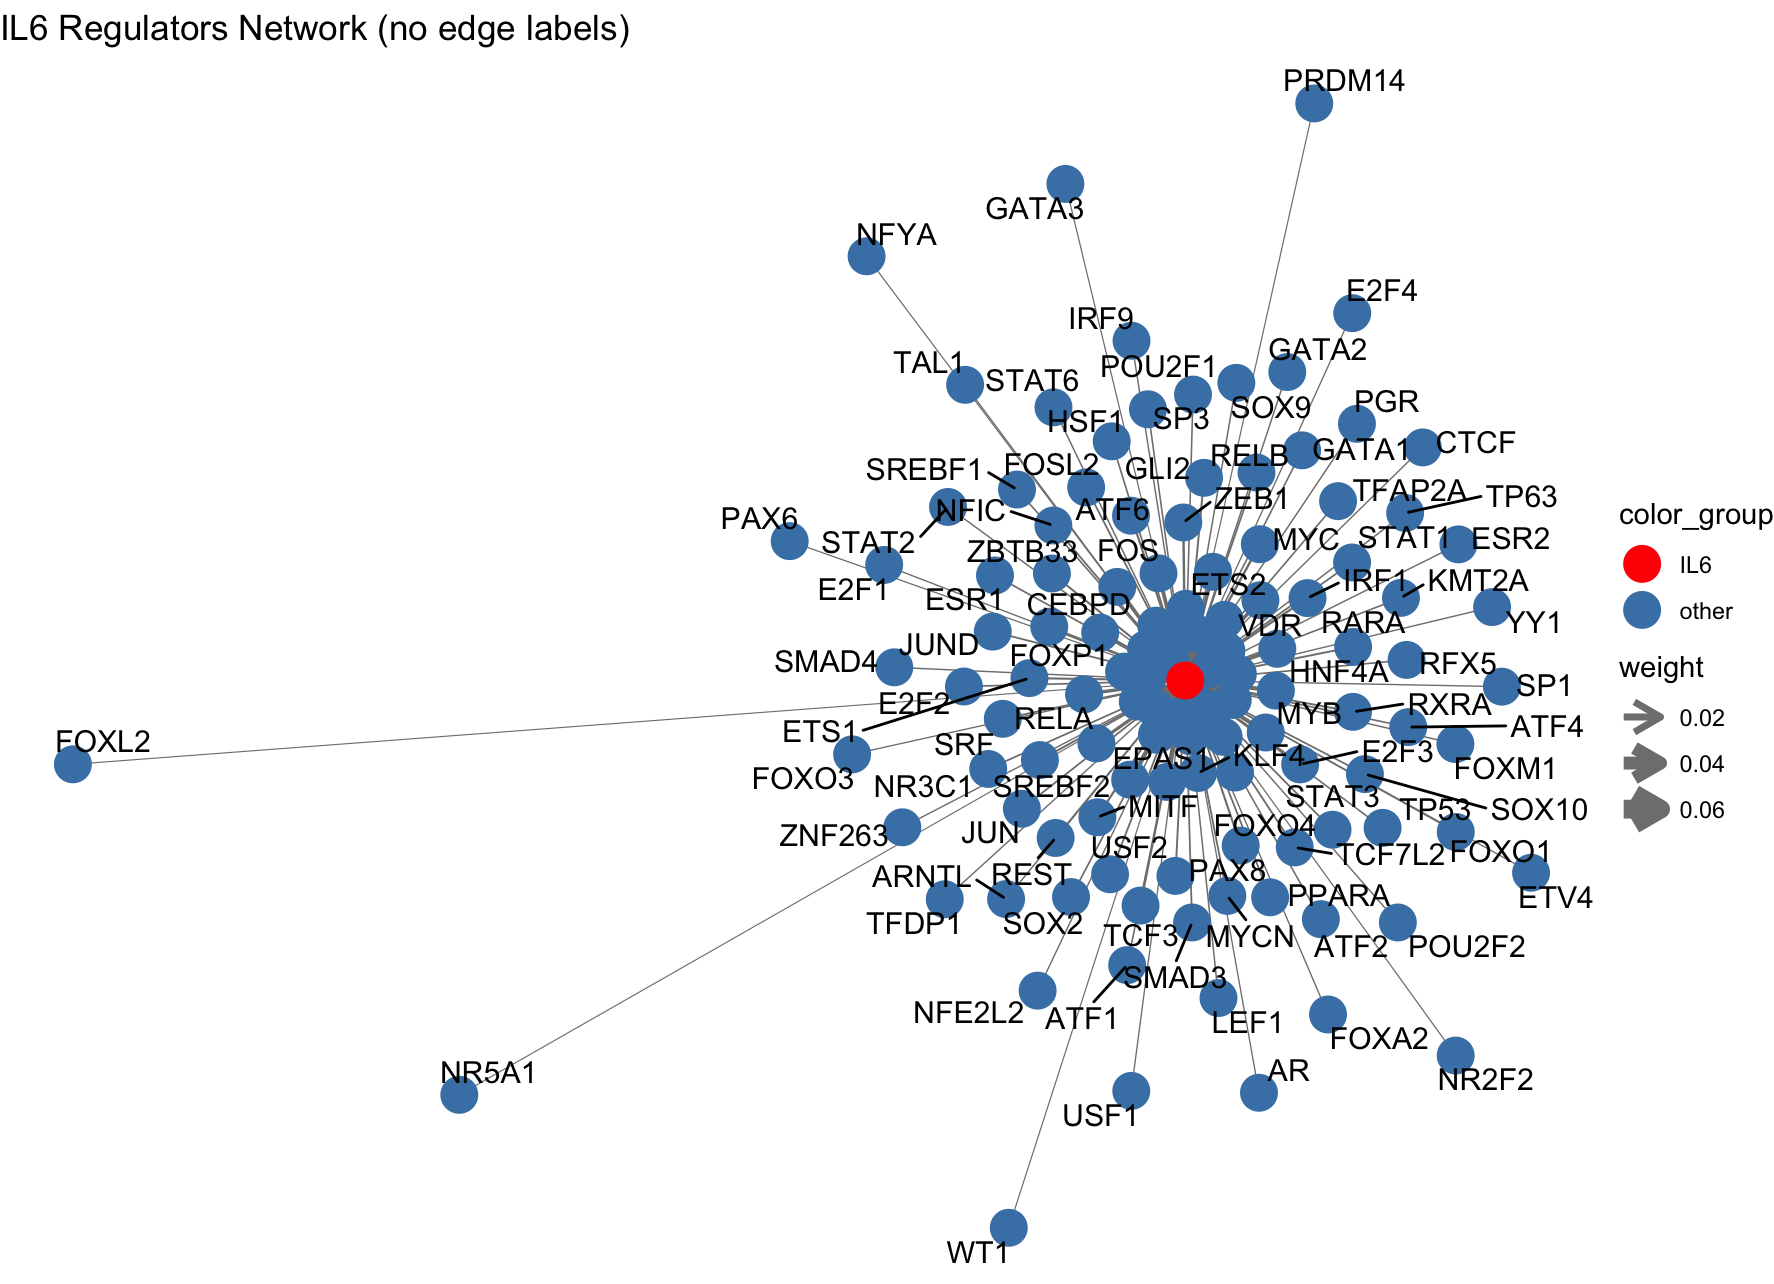 IL6 Regulators Network (no edge labels)
PRDM14
GATA3
NFYA
E2F4
IRF9
GATA2
TAL1
POU2F1
STAT6
PGR
SOX9
SP3
HSF1
CTCF
GATA1
RELB
GLI2
FOSL2
SREBF1
TFAP2A
TP63
ZEB1
ATF6
NFIC
PAX6
STAT1
ESR2
MYC
STAT2
ZBTB33
FOS
ETS2
IRF1
KMT2A
E2F1
ESR1
CEBPD
VDR
RARA
YY1
JUND
FOXP1
SMAD4
HNF4A
RFX5
SP1
E2F2
RXRA
MYB
RELA
ETS1
ATF4
FOXL2
SRF
EPAS1
KLF4
E2F3
FOXM1
FOXO3
NR3C1
SREBF2
STAT3
MITF
TP53
SOX10
ZNF263
JUN
FOXO4
USF2
TCF7L2
FOXO1
ARNTL
REST
PAX8
PPARA
ETV4
TFDP1
SOX2
TCF3
MYCN
ATF2
POU2F2
SMAD3
NFE2L2
ATF1
LEF1
FOXA2
NR5A1
AR
NR2F2
USF1
WT1
color_group
IL6
other
weight
0.02
0.04
0.06